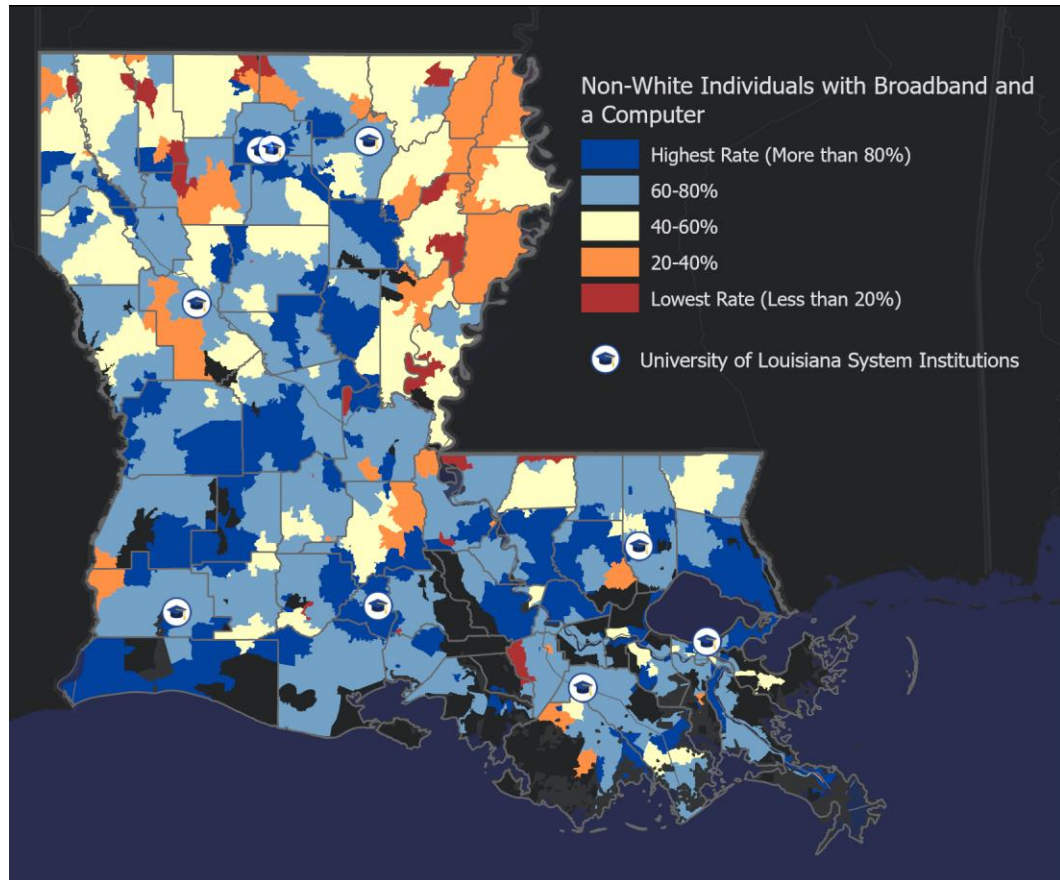 Non-White Individuals with Broadband and
a Computer
Highest Rate (More than 80%)
60-80%
40-60%
20-40%
Lowest Rate (Less than 20%)
University of Louisiana System Institutions